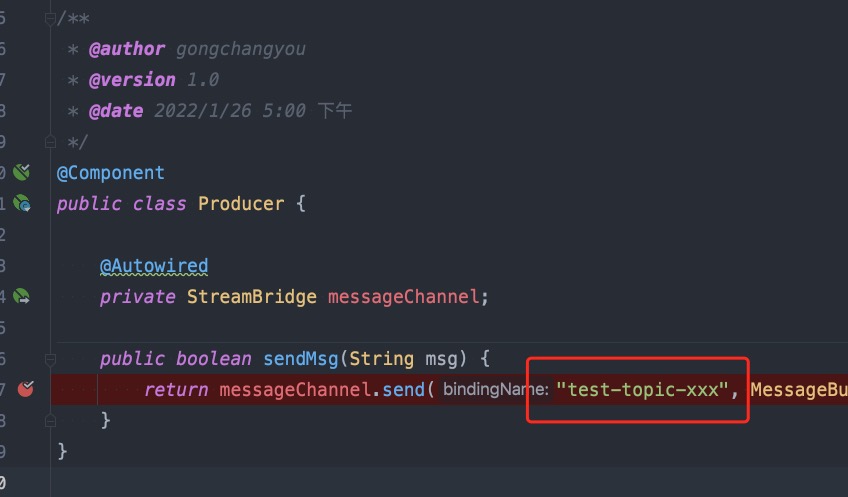 5 /**
6 * @author gongchangyou
7 * @version 1.0
8 * @date 2022/1/26 5:00 下午
9 */
0 @Component
1 public class Producer {
2
3 @Autowired
4 private StreamBridge messageChannel;
5
6 public boolean sendMsg(String msg) {
7 return messageChannel.send( bindingName: "test-topic-xxx", MessageBu
8 }
9 }
0